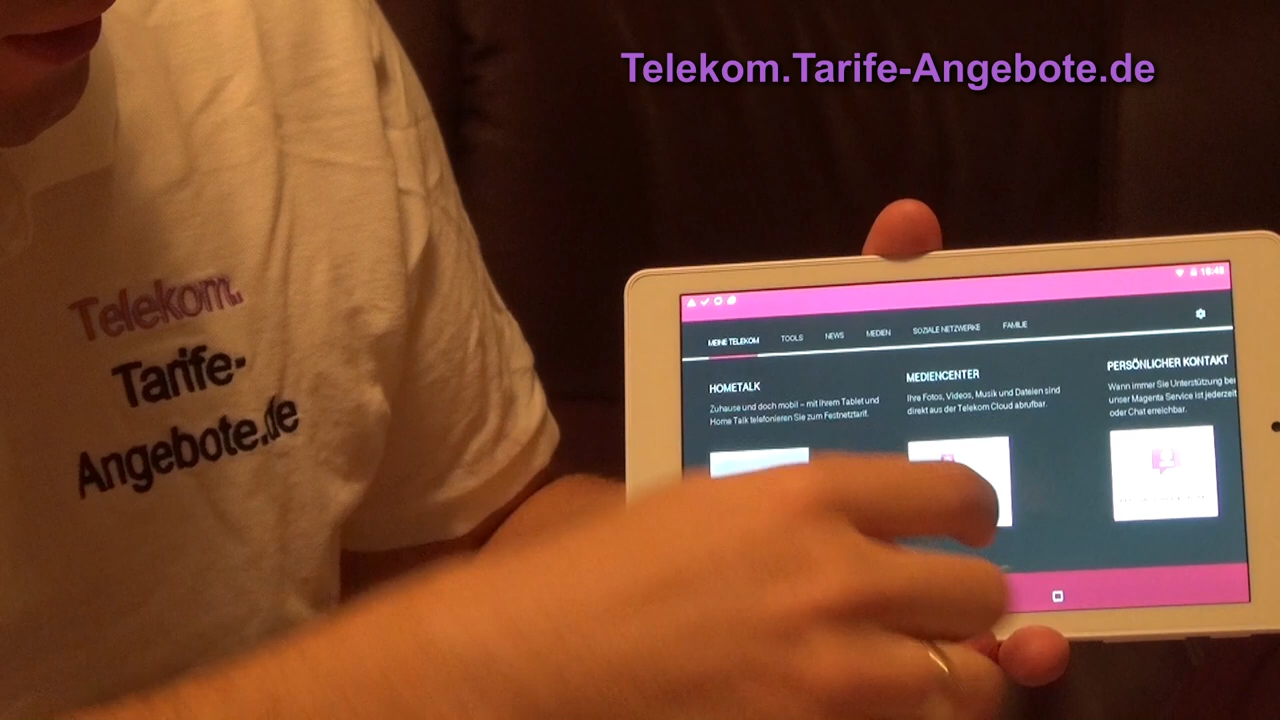 Telekom.Tarife-Angebote.de
Telekom.
Tarife-
Angebote.de
16:46
MEINE TELEKOM TOOLS NEWS MEDIEN SOZIALE NETZWERKE FAMILIE
HOMETALK
Zuhause und doch mobil – mit Ihrem Tablet und
Home Talk telefonieren Sie zum Festnetztarif.
MEDIENCENTER
Ihre Fotos, Videos, Musik und Dateien sind
direkt aus der Telekom Cloud abrufbar.
PERSÖNLICHER KONTAKT
Wann immer Sie Unterstützung be
unser Magenta Service ist jederzeit
oder Chat erreichbar.